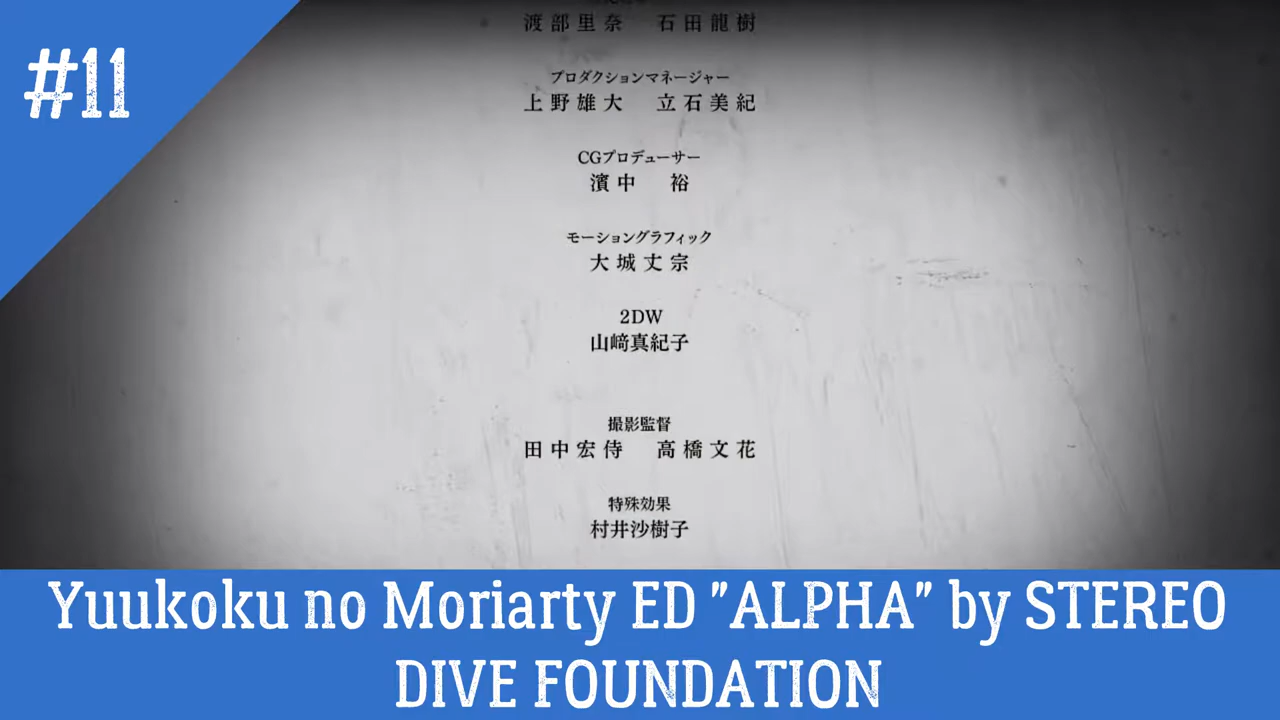 #11
渡部里奈　石田龍樹
プロダクションマネージャー
上野雄大　立石美紀
CGプロデューサー
濱中　裕
モーショングラフィック
大城丈宗
2DW
山﨑真紀子
撮影監督
田中宏侍　高橋文花
特殊効果
村井沙樹子
Yuukoku no Moriarty ED "ALPHA" by STEREO
DIVE FOUNDATION